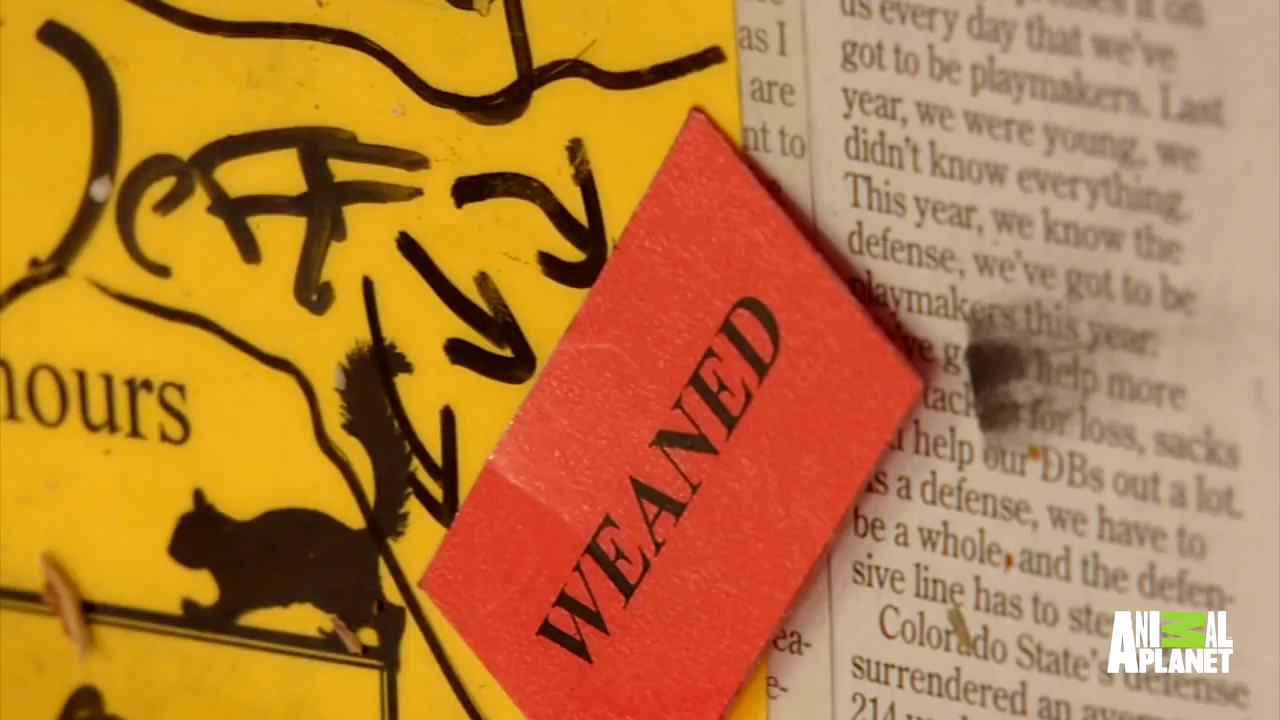 Jeff
hours
WEANED
as I
are
nt to
us every day that we've
got to be playmakers. Last
year, we were young, we
didn't know everything.
This year, we know the
defense, we've got to be
playmakers this year.
help more
for loss, sacks
help our DBs out a lot.
a defense, we have to
be a whole, and the defen-
sive line has to
Colorado State's defense
surrendered an
214
ea-
e-
ANIMAL
PLANET